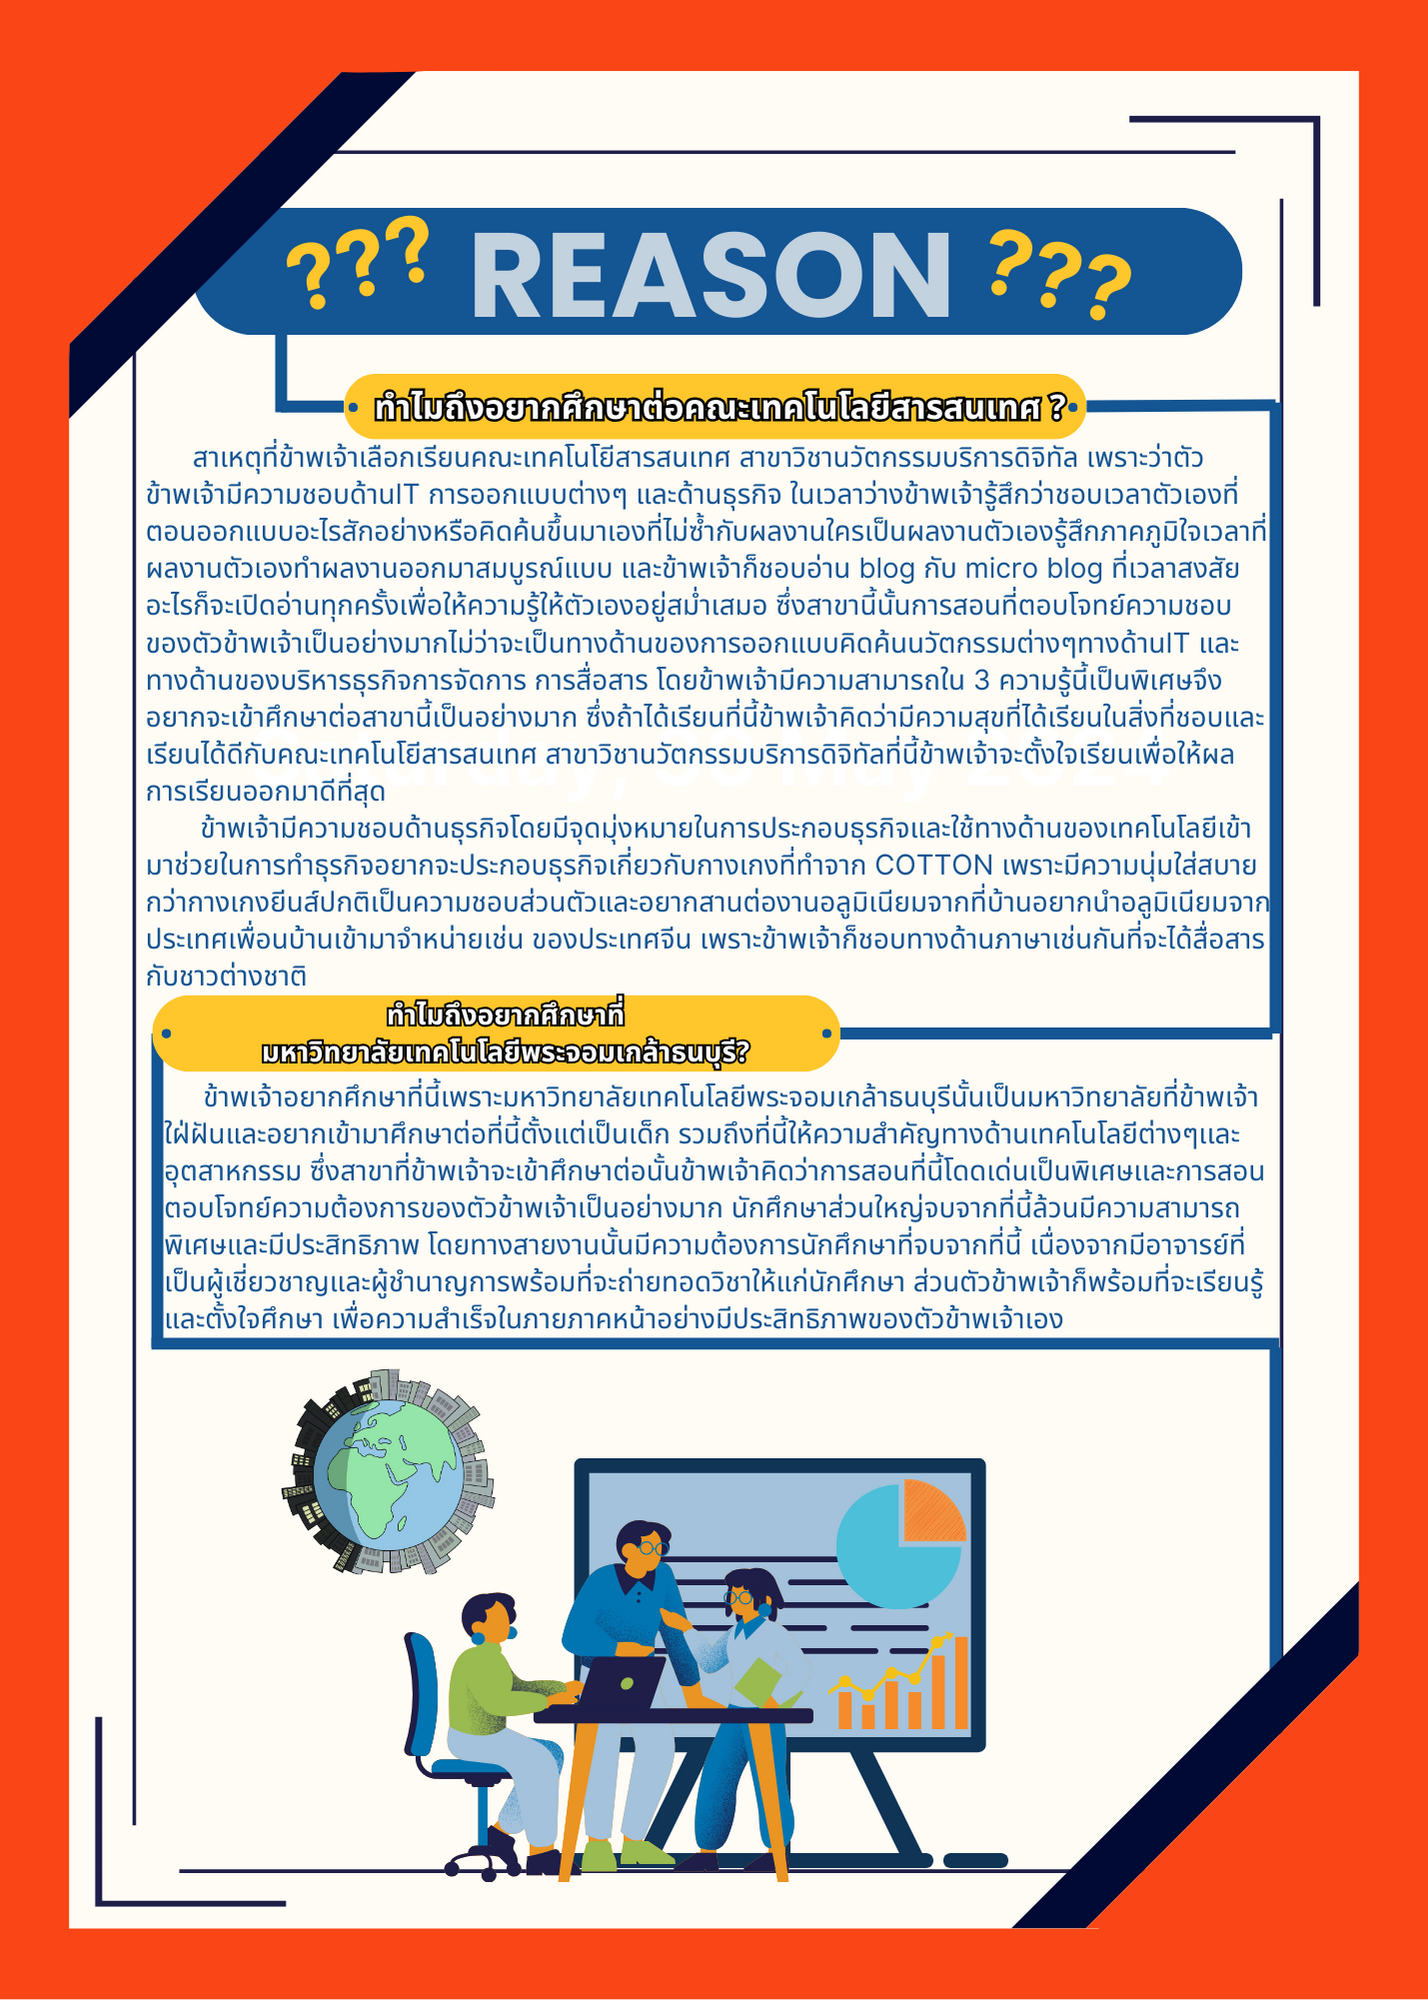 ??? REASON ???
ทำไมถึงอยากศึกษาต่อคณะเทคโนโลยีสารสนเทศ ?
สาเหตุที่ข้าพเจ้าเลือกเรียนคณะเทคโนโยีสารสนเทศ สาขาวิชานวัตกรรมบริการดิจิทัล เพราะว่าตัว
ข้าพเจ้ามีความชอบด้านIT การออกแบบต่างๆ และด้านธุรกิจ ในเวลาว่างข้าพเจ้ารู้สึกว่าชอบเวลาตัวเองที่
ตอนออกแบบอะไรสักอย่างหรือคิดค้นขึ้นมาเองที่ไม่ซ้ำกับผลงานใครเป็นผลงานตัวเองรู้สึกภาคภูมิใจเวลาที่
ผลงานตัวเองทำผลงานออกมาสมบูรณ์แบบ และข้าพเจ้าก็ชอบอ่าน blog กับ micro blog ที่เวลาสงสัย
อะไรก็จะเปิดอ่านทุกครั้งเพื่อให้ความรู้ให้ตัวเองอยู่สม่ำเสมอ ซึ่งสาขานี้นั้นการสอนที่ตอบโจทย์ความชอบ
ของตัวข้าพเจ้าเป็นอย่างมากไม่ว่าจะเป็นทางด้านของการออกแบบคิดค้นนวัตกรรมต่างๆทางด้านIT และ
ทางด้านของบริหารธุรกิจการจัดการ การสื่อสาร โดยข้าพเจ้ามีความสามารถใน 3 ความรู้นี้เป็นพิเศษจึง
อยากจะเข้าศึกษาต่อสาขานี้เป็นอย่างมาก ซึ่งถ้าได้เรียนที่นี้ข้าพเจ้าคิดว่ามีความสุขที่ได้เรียนในสิ่งที่ชอบและ
เรียนได้ดีกับคณะเทคโนโยีสารสนเทศ สาขาวิชานวัตกรรมบริการดิจิทัลที่นี้ข้าพเจ้าจะตั้งใจเรียนเพื่อให้ผล
การเรียนออกมาดีที่สุด
ข้าพเจ้ามีความชอบด้านธุรกิจโดยมีจุดมุ่งหมายในการประกอบธุรกิจและใช้ทางด้านของเทคโนโลยีเข้า
มาช่วยในการทำธุรกิจอยากจะประกอบธุรกิจเกี่ยวกับกางเกงที่ทำจาก COTTON เพราะมีความนุ่มใส่สบาย
กว่ากางเกงยีนส์ปกติเป็นความชอบส่วนตัวและอยากสานต่องานอลูมิเนียมจากที่บ้านอยากนำอลูมิเนียมจาก
ประเทศเพื่อนบ้านเข้ามาจำหน่ายเช่น ของประเทศจีน เพราะข้าพเจ้าก็ชอบทางด้านภาษาเช่นกันที่จะได้สื่อสาร
กับชาวต่างชาติ
ทำไมถึงอยากศึกษาที่
มหาวิทยาลัยเทคโนโลยีพระจอมเกล้าธนบุรี?
ข้าพเจ้าอยากศึกษาที่นี้เพราะมหาวิทยาลัยเทคโนโลยีพระจอมเกล้าธนบุรีนั้นเป็นมหาวิทยาลัยที่ข้าพเจ้า
ใฝ่ฝันและอยากเข้ามาศึกษาต่อที่นี้ตั้งแต่เป็นเด็ก รวมถึงที่นี้ให้ความสำคัญทางด้านเทคโนโลยีต่างๆและ
อุตสาหกรรม ซึ่งสาขาที่ข้าพเจ้าจะเข้าศึกษาต่อนั้นข้าพเจ้าคิดว่าการสอนที่นี้โดดเด่นเป็นพิเศษและการสอน
ตอบโจทย์ความต้องการของตัวข้าพเจ้าเป็นอย่างมาก นักศึกษาส่วนใหญ่จบจากที่นี้ล้วนมีความสามารถ
พิเศษและมีประสิทธิภาพ โดยทางสายงานนั้นมีความต้องการนักศึกษาที่จบจากที่นี้ เนื่องจากมีอาจารย์ที่
เป็นผู้เชี่ยวชาญและผู้ชำนาญการพร้อมที่จะถ่ายทอดวิชาให้แก่นักศึกษา ส่วนตัวข้าพเจ้าก็พร้อมที่จะเรียนรู้
และตั้งใจศึกษา เพื่อความสำเร็จในภายภาคหน้าอย่างมีประสิทธิภาพของตัวข้าพเจ้าเอง